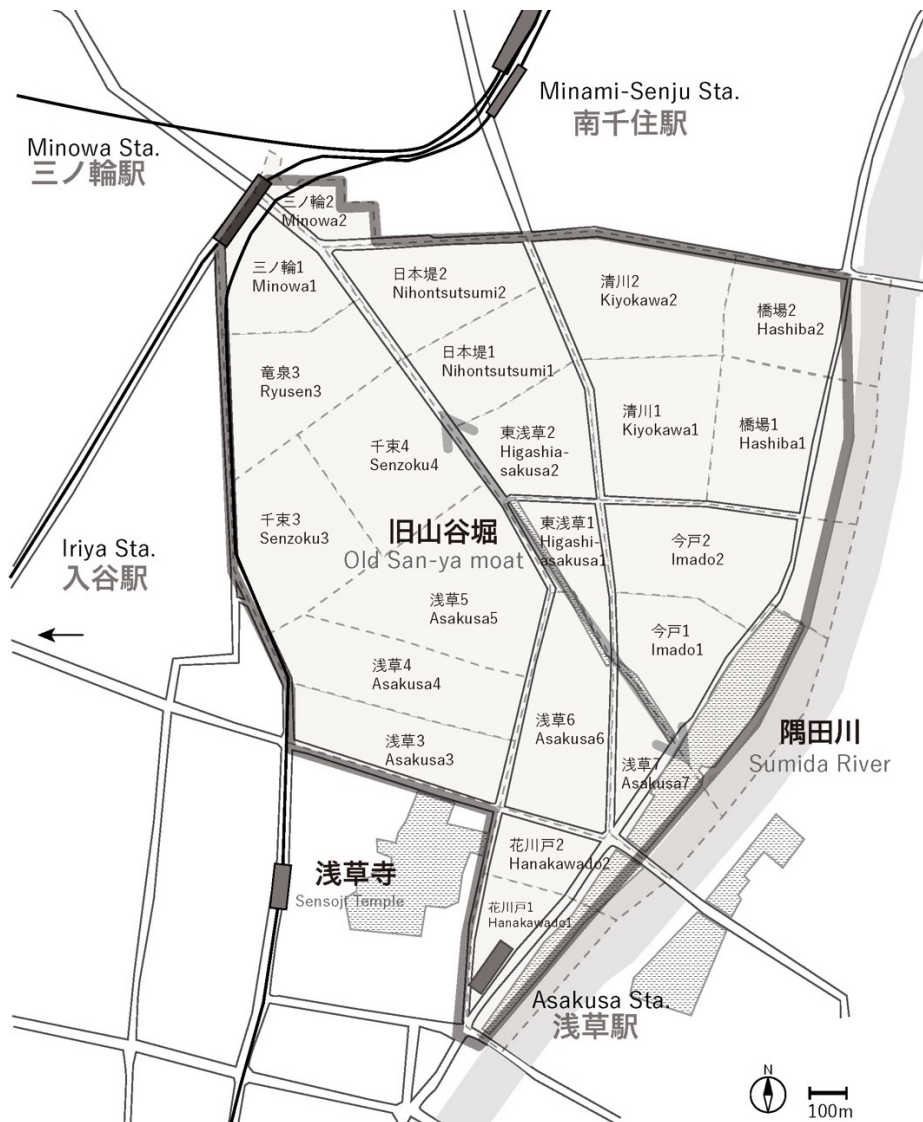 Minami-Senju Sta.
南千住駅
Minowa Sta.
三ノ輪駅
三ノ輪2
Minowa2
三ノ輪1
Minowa1
日本堤2
Nihontsutsumi2
清川2
Kiyokawa2
橋場2
Hashiba2
日本堤1
Nihontsutsumi1
竜泉3
Ryusen3
清川1
Kiyokawa1
橋場1
Hashiba1
千束4
Senzoku4
東浅草2
Higashia-
sakusa2
千束3
Senzoku3
旧山谷堀
Old San-ya moat
東浅草1
Higashi-
asakusa1
今戸2
Imado2
Iriya Sta.
入谷駅
浅草5
Asakusa5
今戸1
Imado1
浅草4
Asakusa4
浅草3
Asakusa3
浅草6
Asakusa6
浅草7
Asakusa7
隅田川
Sumida River
花川戸2
Hanakawado2
浅草寺
Sensoji Temple
花川戸1
Hanakawado1
Asakusa Sta.
浅草駅
N
100m